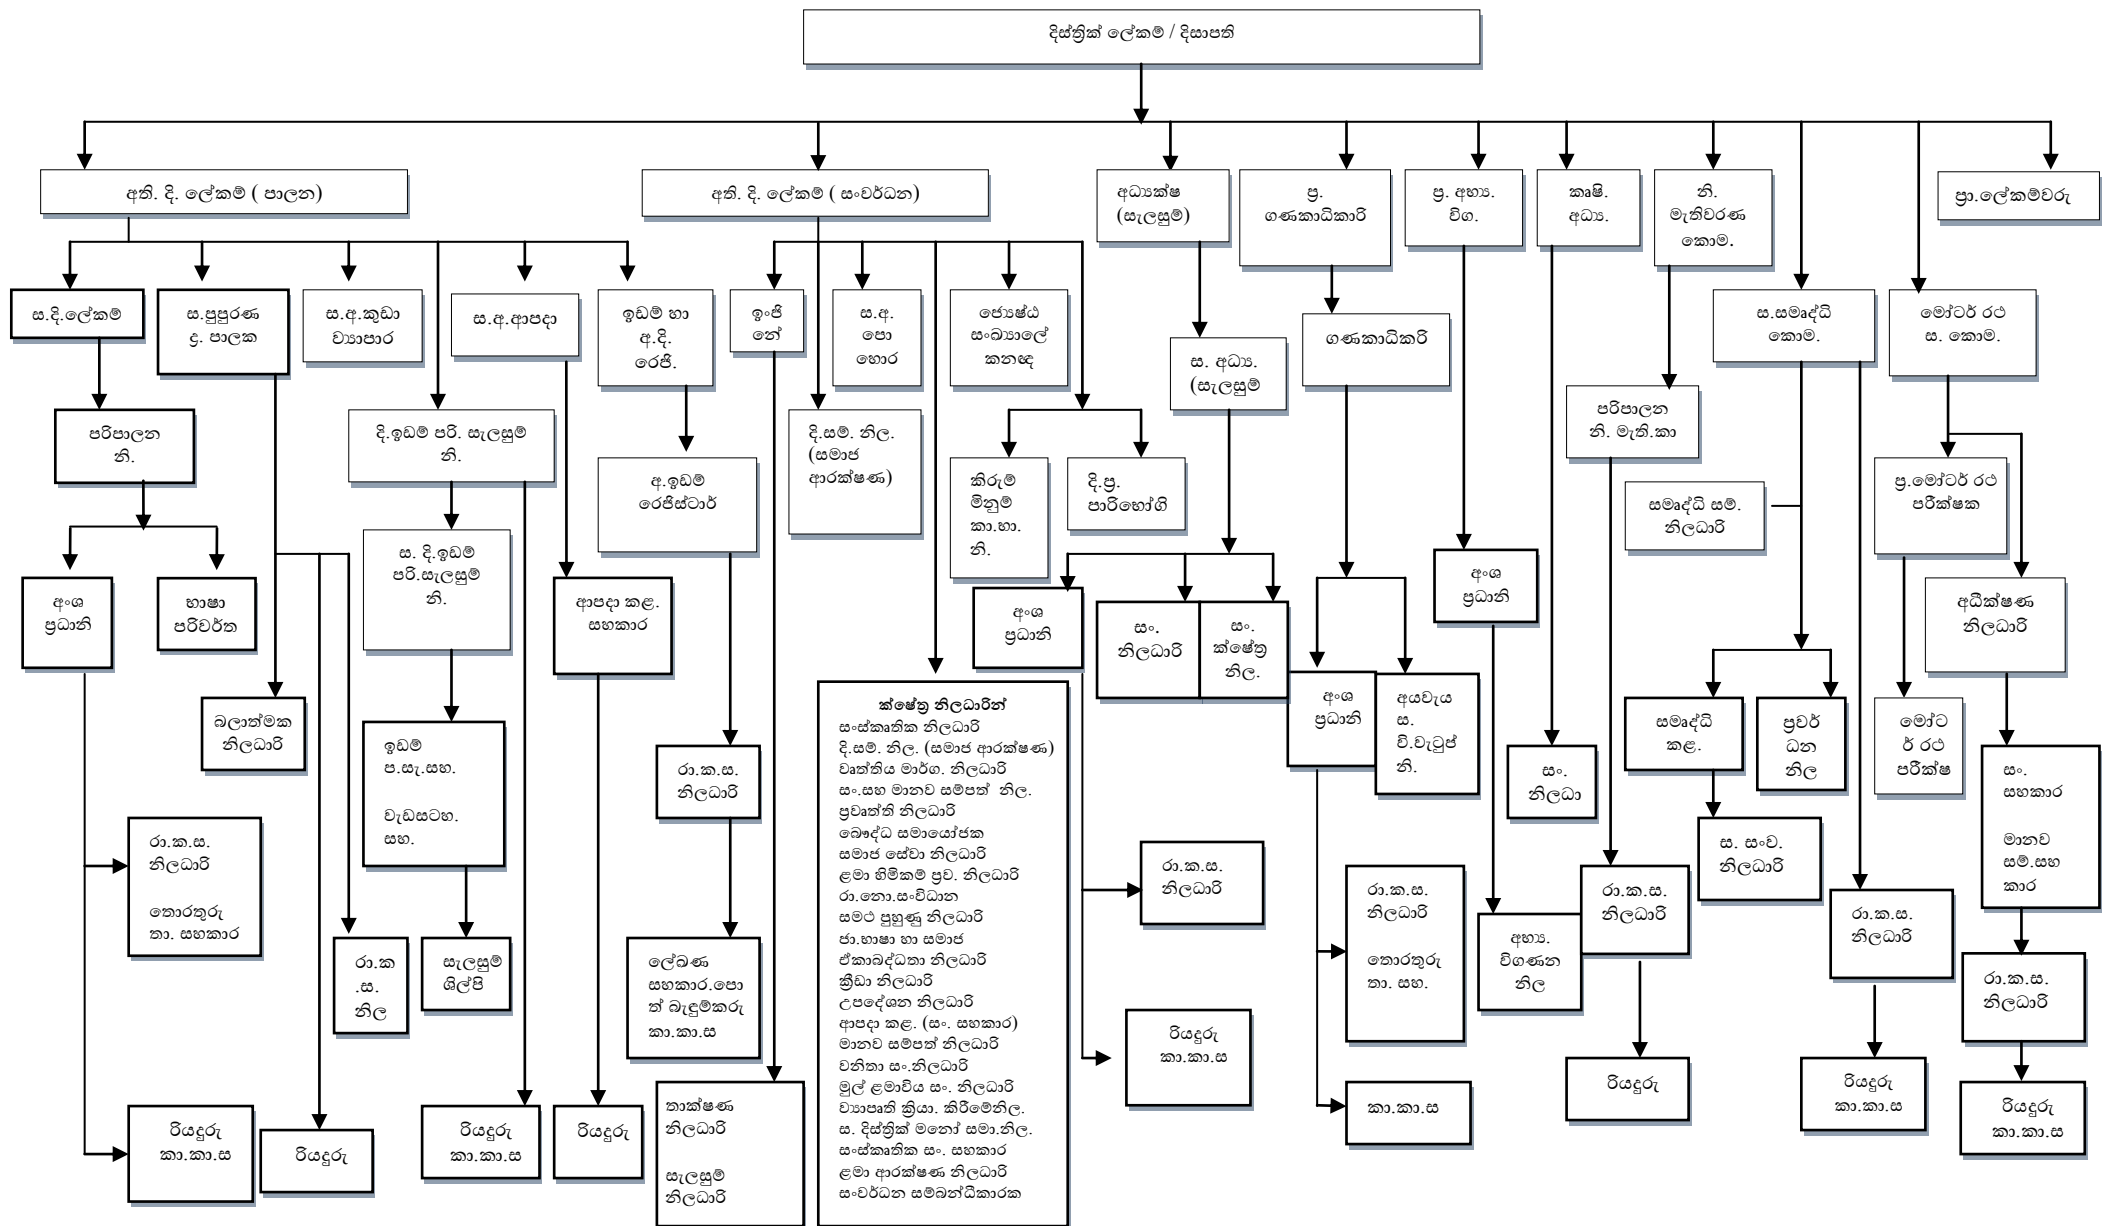 දිස්ත්‍රික් ලේකම් / දිසාපති
අති. දි. ලේකම් ( පාලන)
අති. දි. ලේකම් ( සංවර්ධන)
අධ්‍යක්ෂ
(සැලසුම්)
ප්‍ර.
ගණකාධිකාරි
ප්‍ර. අභ්‍ය.
විග.
කෘෂි.
අධ්‍ය.
නි.
මැතිවරණ
කොම.
ප්‍රා.ලේකම්වරු
ස.දි.ලේකම්
ස.පුපුරණ
ද්‍ර. පාලක
ස.අ.කුඩා
ව්‍යාපාර
ස.අ.ආපදා
ඉඩම් හා
අ.දි.
රෙජි.
ඉංජි
නේ
ස.අ.
පො
හොර
ජ්‍යෙෂ්ඨ
සංඛ්‍යාලේ
කනඥ
ස. අධ්‍ය.
(සැලසුම්
ගණකාධිකරි
ස.සමෘද්ධි
කොම.
මෝටර් රථ
ස. කොම.
පරිපාලන
නි.
දි.ඉඩම් පරි. සැලසුම්
නි.
අ.ඉඩම්
රෙජිස්ටාර්
දි.සම්. නිල.
(සමාජ
ආරක්ෂණ)
කිරුම්
මිනුම්
කා.භා.
නි.
දි.ප්‍ර.
පාරිභෝගි
පරිපාලන
නි. මැති.කා
සමෘද්ධි සම්.
නිලධාරි
ප්‍ර.මෝටර් රථ
පරීක්ෂක
අංශ
ප්‍රධානි
භාෂා
පරිවර්ත
ස. දි.ඉඩම්
පරි.සැලසුම්
නි.
ආපදා කළ.
සහකාර
අංශ
ප්‍රධානි
සං.
නිලධාරි
සං.
ක්ෂේත්‍ර
නිල.
අංශ
ප්‍රධානි
අධීක්ෂණ
නිලධාරි
බලාත්මක
නිලධාරි
ඉඩම්
ප.සැ.සහ.
වැඩසටහ.
සහ.
රා.ක.ස.
නිලධාරි
ක්ෂේත්‍ර නිලධාරින්
සංස්කෘතික නිලධාරි
දි.සම්. නිල. (සමාජ ආරක්ෂණ)
වෘත්තිය මාර්ග. නිලධාරි
සං.සහ මානව සම්පත් නිල.
ප්‍රවෘත්ති නිලධාරි
බෞද්ධ සමායෝජක
සමාජ සේවා නිලධාරි
ළමා හිමිකම් ප්‍රව. නිලධාරි
රා.නො.සංවිධාන
සමථ පුහුණු නිලධාරි
ජා.භාෂා හා සමාජ
ඒකාබද්ධතා නිලධාරි
ක්‍රීඩා නිලධාරි
උපදේශන නිලධාරි
ආපදා කළ. (සං. සහකාර)
මානව සම්පත් නිලධාරි
වනිතා සං.නිලධාරි
මුල් ළමාවිය සං. නිලධාරි
ව්‍යාපෘති ක්‍රියා. කිරීමේනිල.
ස. දිස්ත්‍රික් මනෝ සමා.නිල.
සංස්කෘතික සං. සහකාර
ළමා ආරක්ෂණ නිලධාරි
සංවර්ධන සම්බන්ධීකාරක
අංශ
ප්‍රධානි
අයවැය
ස.
වි.වැටුප්
නි.
සං.
නිලධා
සමෘද්ධි
කළ.
ප්‍රවර්
ධන
නිල
මෝට
ර් රථ
පරීක්ෂ
සං.
සහකාර
මානව
සම්.සහ
කාර
රා.ක.ස.
නිලධාරි
තොරතුරු
තා. සහකාර
රා.ක
.ස.
නිල
සැලසුම්
ශිල්පි
ලේඛණ
සහකාර.පො
ත් බැඳුම්කරු
කා.කා.ස
රා.ක.ස.
නිලධාරි
රා.ක.ස.
නිලධාරි
තොරතුරු
තා. සහ.
අභ්‍ය.
විගණන
නිල
රා.ක.ස.
නිලධාරි
ස. සංව.
නිලධාරි
රා.ක.ස.
නිලධාරි
රා.ක.ස.
නිලධාරි
රියදුරු
කා.කා.ස
රියදුරු
කා.කා.ස
රියදුරු
රියදුරු
කා.කා.ස
රියදුරු
තාක්ෂණ
නිලධාරි
සැලසුම්
නිලධාරි
කා.කා.ස
රියදුරු
රියදුරු
කා.කා.ස
රියදුරු
කා.කා.ස